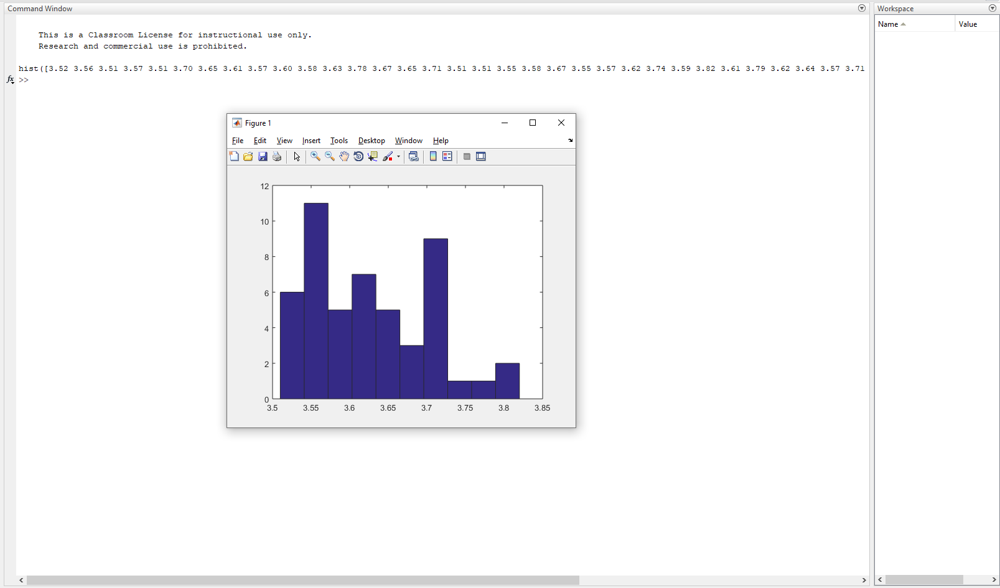 Command Window
Workspace
Name
Value
This is a Classroom License for instructional use only.
Research and commercial use is prohibited.
hist([3.52 3.56 3.51 3.57 3.51 3.70 3.65 3.61 3.57 3.60 3.58 3.63 3.78 3.67 3.65 3.71 3.51 3.51 3.55 3.58 3.67 3.55 3.57 3.62 3.74 3.59 3.82 3.61 3.79 3.62 3.64 3.57 3.71
fx
>>
Figure 1
File Edit View Insert Tools Desktop Window Help
12
10
8
6
4
2
0
3.5 3.55 3.6 3.65 3.7 3.75 3.8 3.85